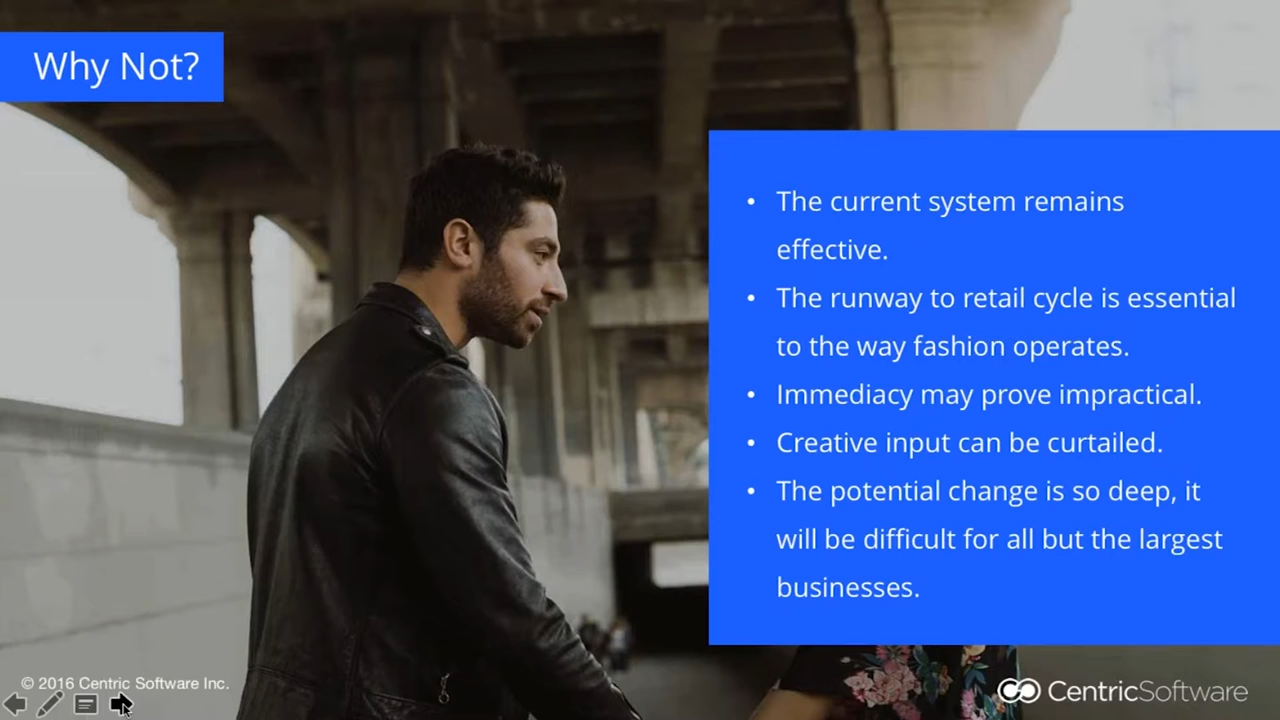 Why Not?
• The current system remains
effective.
• The runway to retail cycle is essential
to the way fashion operates.
• Immediacy may prove impractical.
• Creative input can be curtailed.
• The potential change is so deep, it
will be difficult for all but the largest
businesses.
© 2016 Centric Software Inc.
CentricSoftware